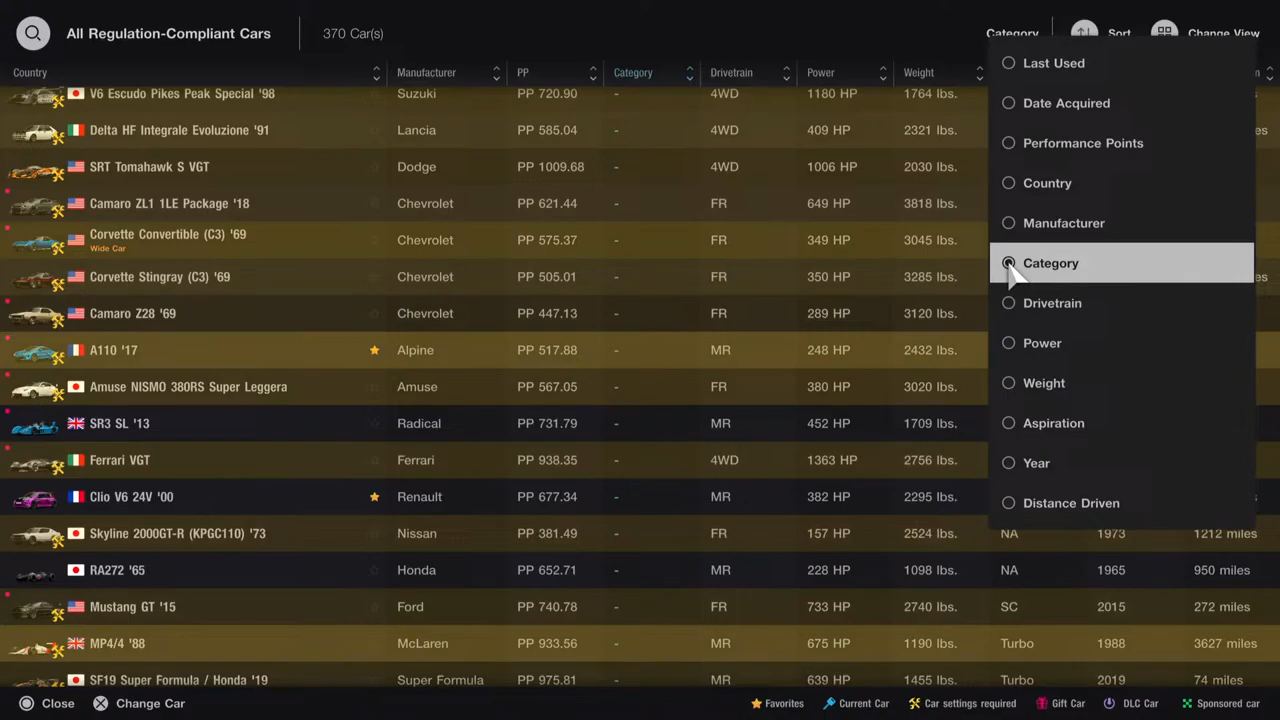 All Regulation-Compliant Cars 370 Car(s) Category Sort Change View
Country Manufacturer PP Category Drivetrain Power Weight
V6 Escudo Pikes Peak Special '98 Suzuki PP 720.90 - 4WD 1180 HP 1764 lbs.
Delta HF Integrale Evoluzione '91 Lancia PP 585.04 - 4WD 409 HP 2321 lbs.
SRT Tomahawk S VGT Dodge PP 1009.68 - 4WD 1006 HP 2030 lbs.
Camaro ZL1 1LE Package '18 Chevrolet PP 621.44 - FR 649 HP 3818 lbs.
Corvette Convertible (C3) '69 Chevrolet PP 575.37 - FR 349 HP 3045 lbs.
Wide Car
Corvette Stingray (C3) '69 Chevrolet PP 505.01 - FR 350 HP 3285 lbs.
Camaro Z28 '69 Chevrolet PP 447.13 - FR 289 HP 3120 lbs.
A110 '17 Alpine PP 517.88 - MR 248 HP 2432 lbs.
Amuse NISMO 380RS Super Leggera Amuse PP 567.05 - FR 380 HP 3020 lbs.
SR3 SL '13 Radical PP 731.79 - MR 452 HP 1709 lbs.
Ferrari VGT Ferrari PP 938.35 - 4WD 1363 HP 2756 lbs.
Clio V6 24V '00 Renault PP 677.34 - MR 382 HP 2295 lbs.
Skyline 2000GT-R (KPGC110) '73 Nissan PP 381.49 - FR 157 HP 2524 lbs. NA 1973 1212 miles
RA272 '65 Honda PP 652.71 - MR 228 HP 1098 lbs. NA 1965 950 miles
Mustang GT '15 Ford PP 740.78 - FR 733 HP 2740 lbs. SC 2015 272 miles
MP4/4 '88 McLaren PP 933.56 - MR 675 HP 1190 lbs. Turbo 1988 3627 miles
SF19 Super Formula / Honda '19 Super Formula PP 975.81 - MR 639 HP 1455 lbs. Turbo 2019 74 miles
Last Used
Date Acquired
Performance Points
Country
Manufacturer
Category
Drivetrain
Power
Weight
Aspiration
Year
Distance Driven
Close Change Car Favorites Current Car Car settings required Gift Car DLC Car Sponsored car